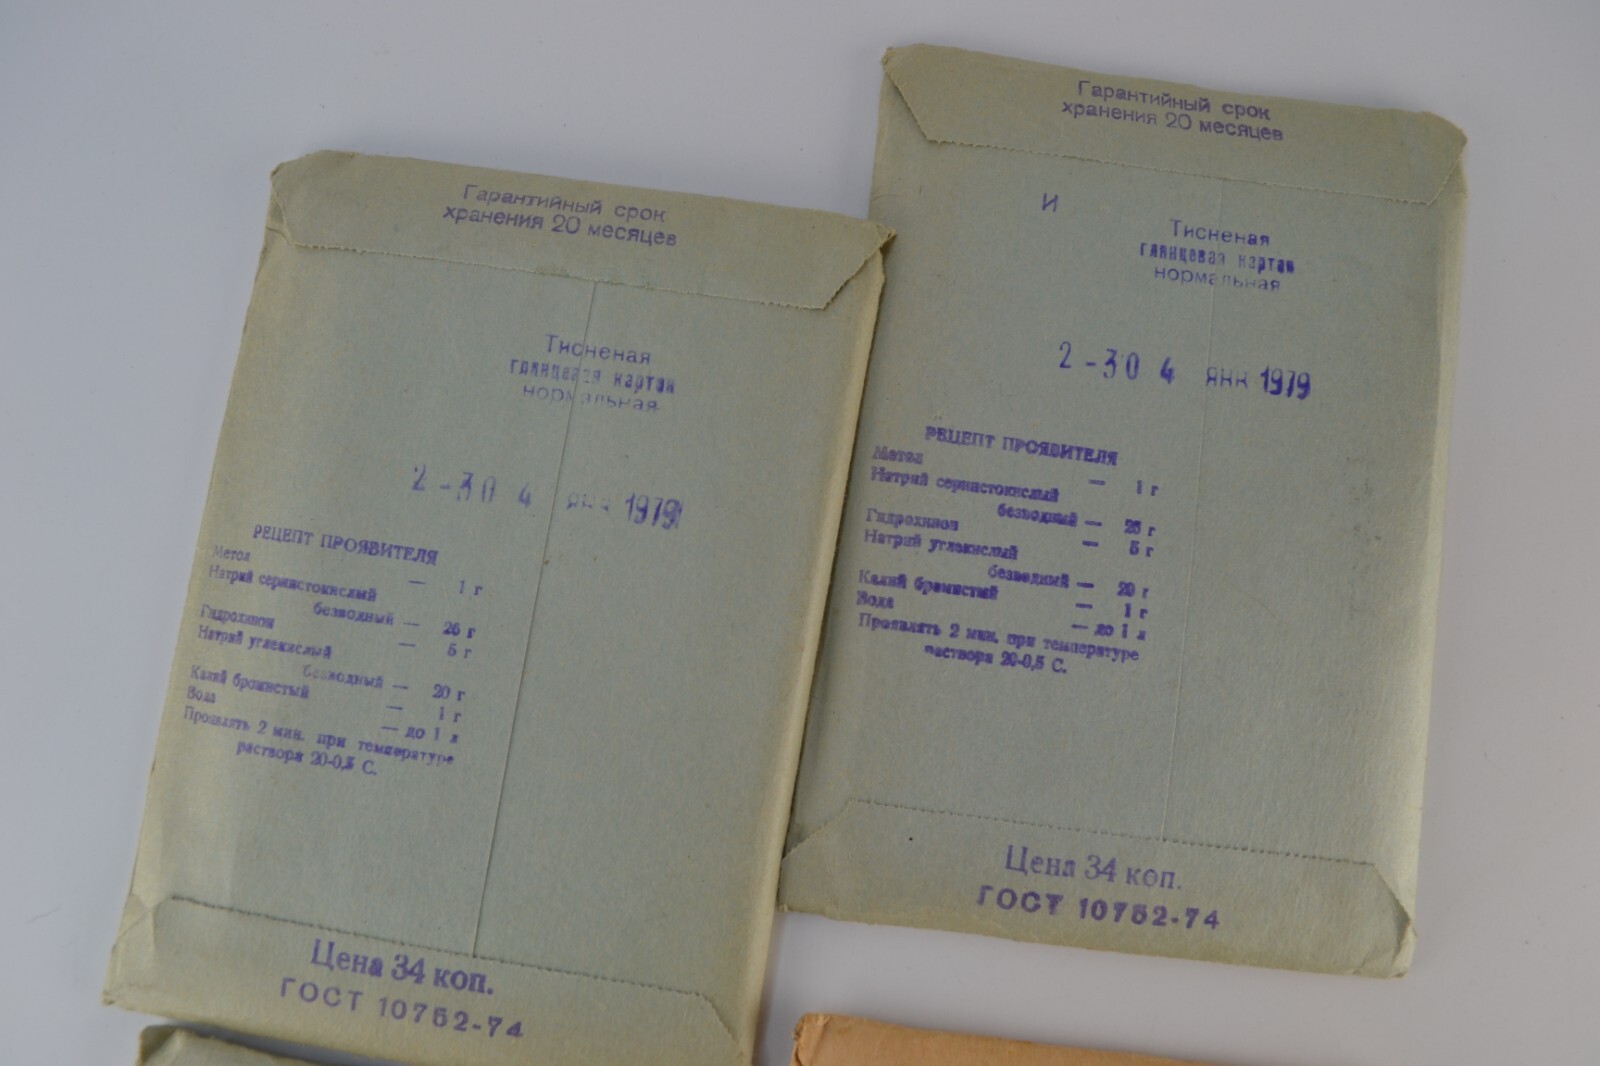 Гарантийный срок
хранения 20 месяцев
Тисненая
глянцевая картон
нормальная
2-30 4 янв 1979
РЕЦЕПТ ПРОЯВИТЕЛЯ
Метол — 1 г
Натрий сернистокислый
безводный — 26 г
Гидрохинон — 5 г
Натрий углекислый
безводный — 20 г
Калий бромистый — 1 г
Вода — до 1 л
Проявлять 2 мин. при температуре
раствора 20-0,5 С.
Цена 34 коп.
ГОСТ 10752-74
Гарантийный срок
хранения 20 месяцев
И
Тисненая
глянцевая картон
нормальная
2-30 4 янв 1979
РЕЦЕПТ ПРОЯВИТЕЛЯ
Метол — 1 г
Натрий сернистокислый
безводный — 26 г
Гидрохинон — 5 г
Натрий углекислый
безводный — 20 г
Калий бромистый — 1 г
Вода — до 1 л
Проявлять 2 мин. при температуре
раствора 20-0,5 С.
Цена 34 коп.
ГОСТ 10752-74